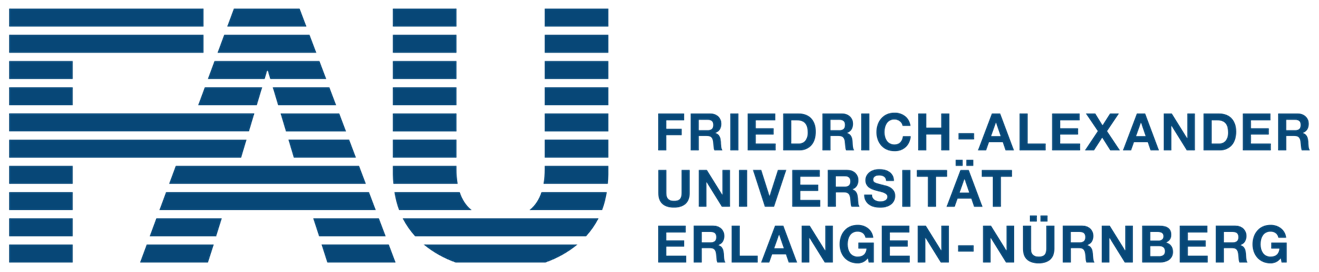 FAU
FRIEDRICH-ALEXANDER
UNIVERSITÄT
ERLANGEN-NÜRNBERG